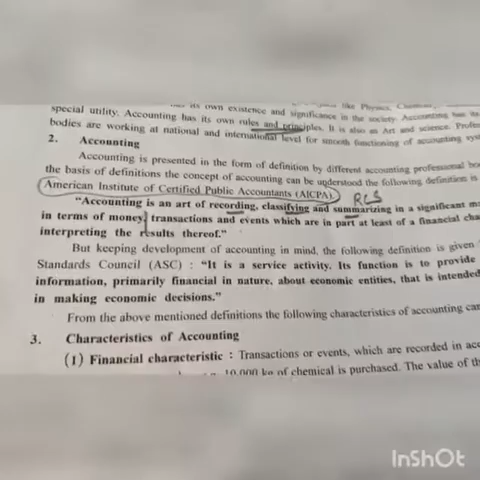 its own existence and significance in the society. Accounting has its
special utility. Accounting has its own rules and principles. It is also as Art and science. Profes
bodies are working at national and international level for smooth functioning of accounting sys
2. Accounting
Accounting is presented in the form of definition by different accounting professional bo
the basis of definitions the concept of accounting can be understood the following definition is
American Institute of Certified Public Accountants (AICPA). RCS
"Accounting is an art of recording, classifying and summarizing in a significant ma
in terms of money, transactions and events which are in part at least of a financial cha
interpreting the results thereof."
But keeping development of accounting in mind, the following definition is given
Standards Council (ASC) : "It is a service activity. Its function is to provide
information, primarily financial in nature, about economic entities, that is intended
in making economic decisions."
From the above mentioned definitions the following characteristics of accounting can
3. Characteristics of Accounting
(1) Financial characteristic : Transactions or events, which are recorded in acc
10,000 kg of chemical is purchased. The value of th
InShOt